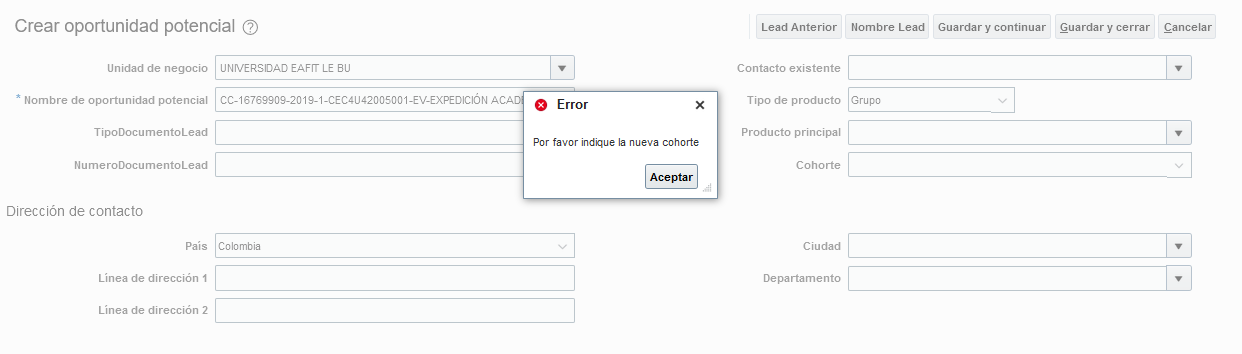 Crear oportunidad potencial ?
Lead Anterior Nombre Lead Guardar y continuar Guardar y cerrar Cancelar
Unidad de negocio UNIVERSIDAD EAFIT LE BU Contacto existente
* Nombre de oportunidad potencial CC-16769909-2019-1-CEC4U42005001-EV-EXPEDICIÓN Tipo de producto Grupo
Error
TipoDocumentoLead Producto principal
Por favor indique la nueva cohorte
NumeroDocumentoLead Cohorte
Aceptar
Dirección de contacto
País Colombia Ciudad
Línea de dirección 1 Departamento
Línea de dirección 2